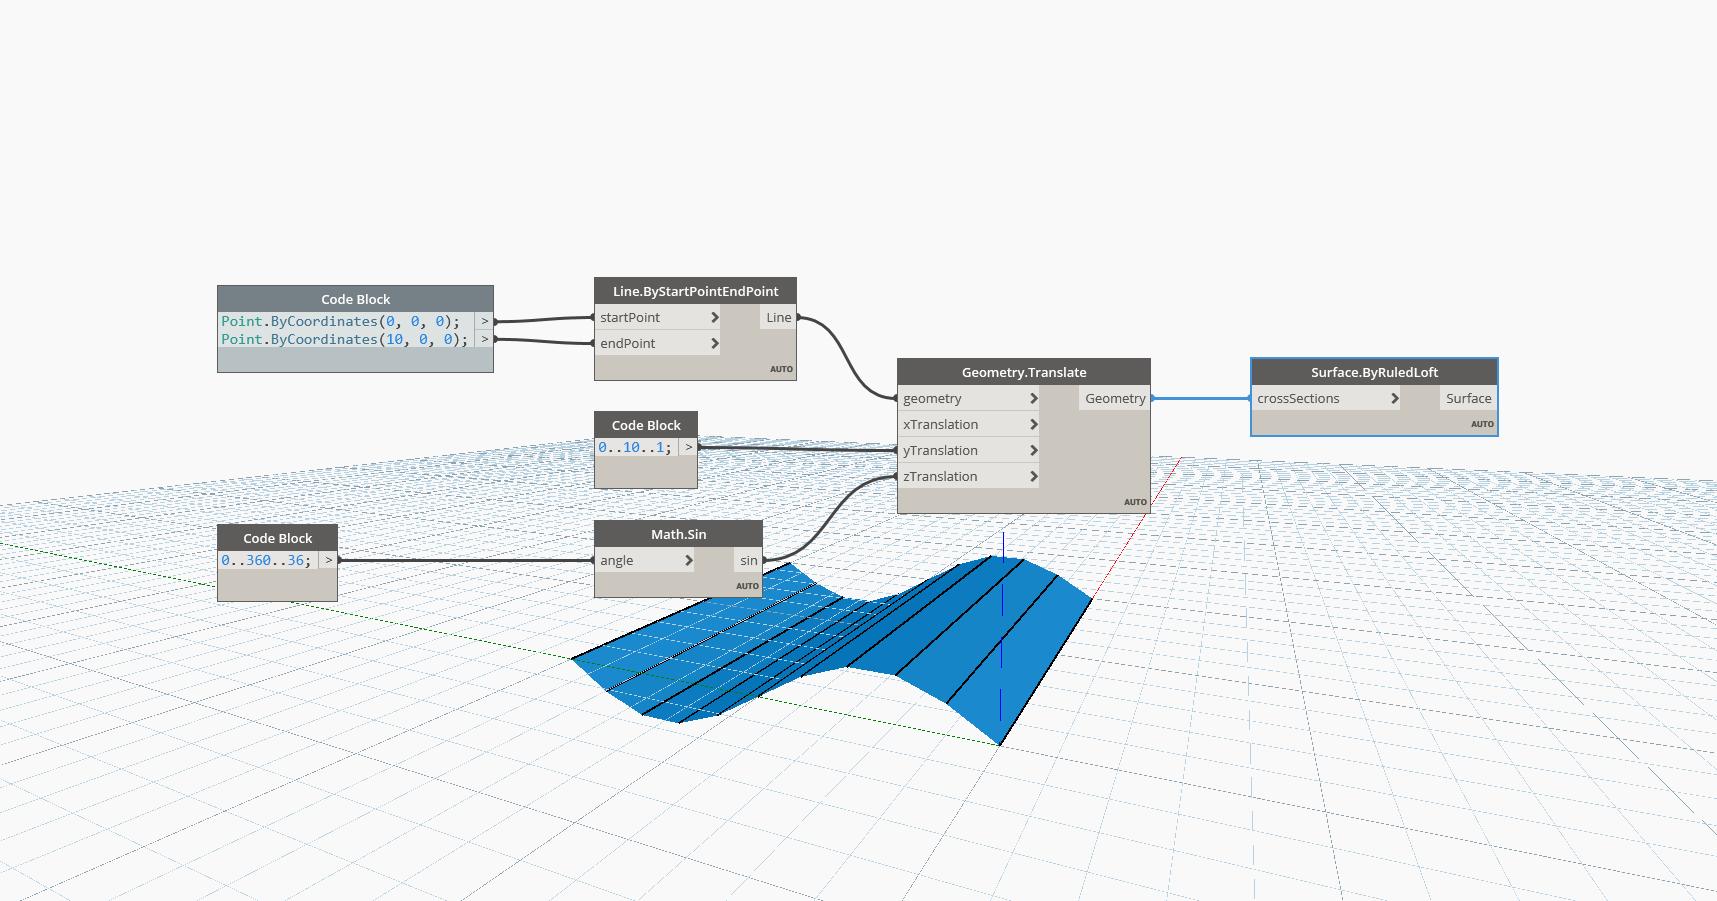 Code Block
Point.ByCoordinates(0, 0, 0); >
Point.ByCoordinates(10, 0, 0); >
Line.ByStartPointEndPoint
startPoint > Line
endPoint >
AUTO
Code Block
0..10..1; >
Code Block
0..360..36; >
Math.Sin
angle > sin
AUTO
Geometry.Translate
geometry > Geometry
xTranslation >
yTranslation >
zTranslation >
AUTO
Surface.ByRuledLoft
crossSections > Surface
AUTO